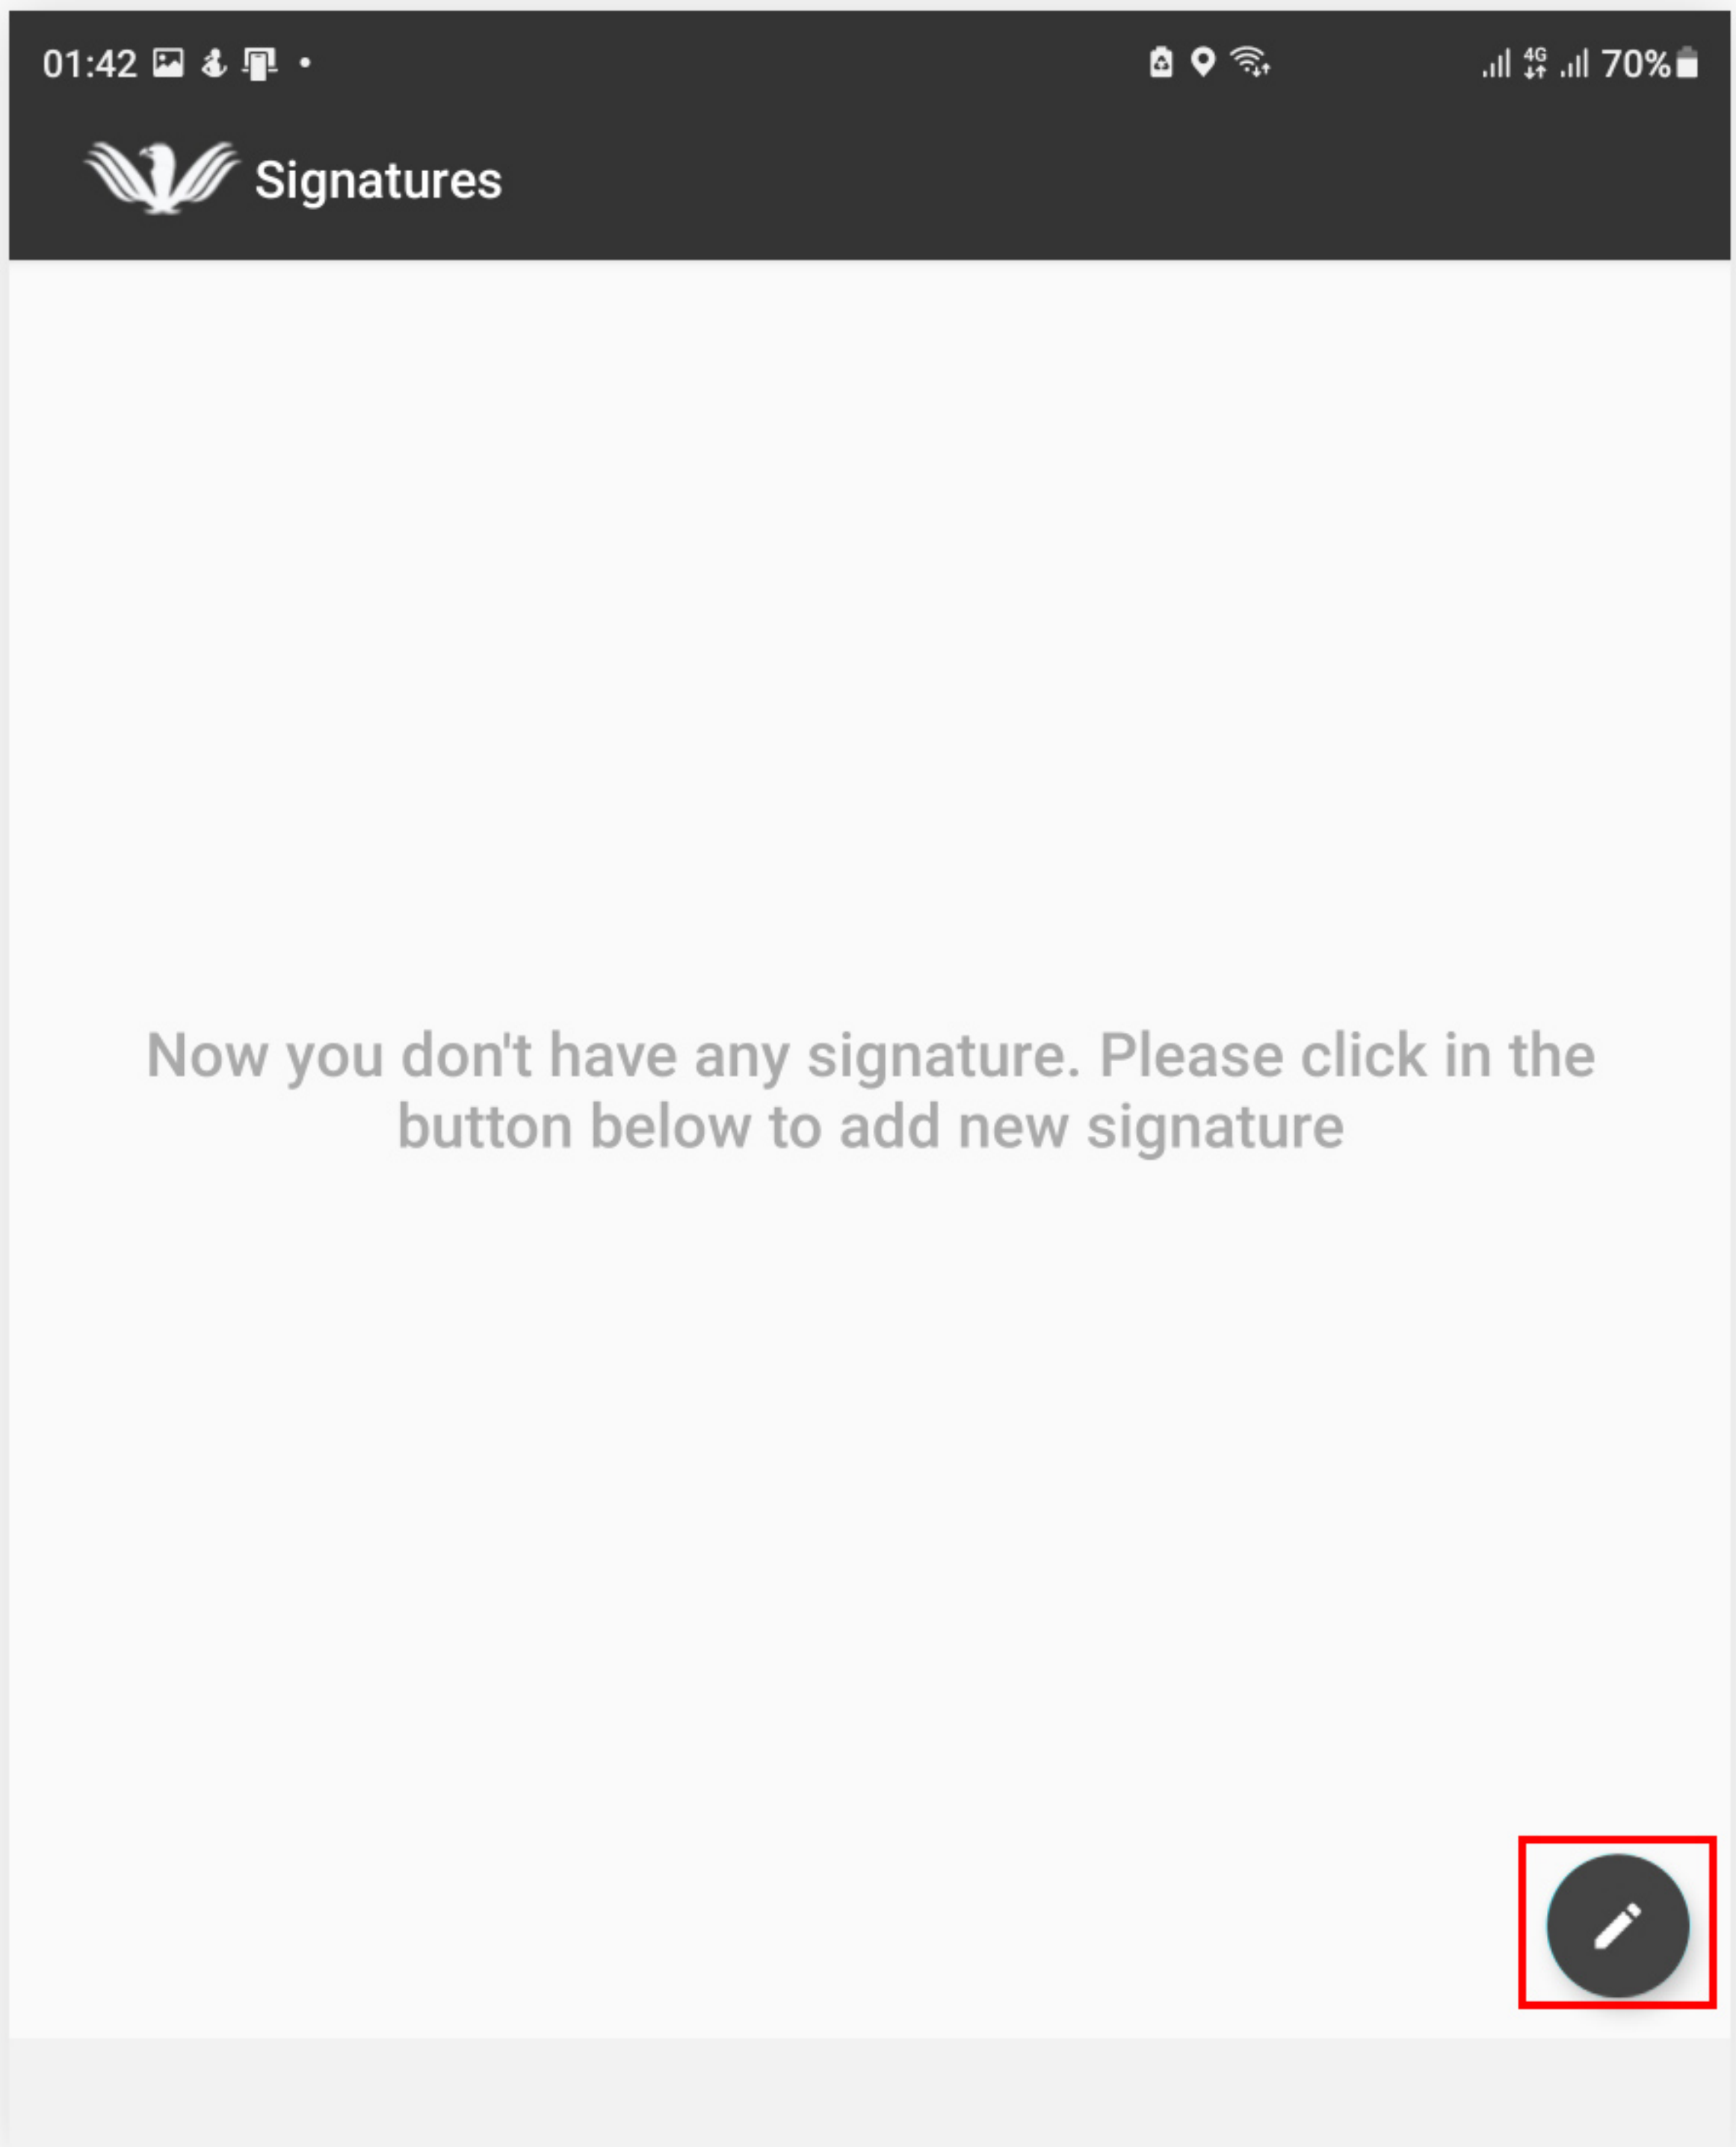 01:42
4G 70%
Signatures
Now you don't have any signature. Please click in the
button below to add new signature